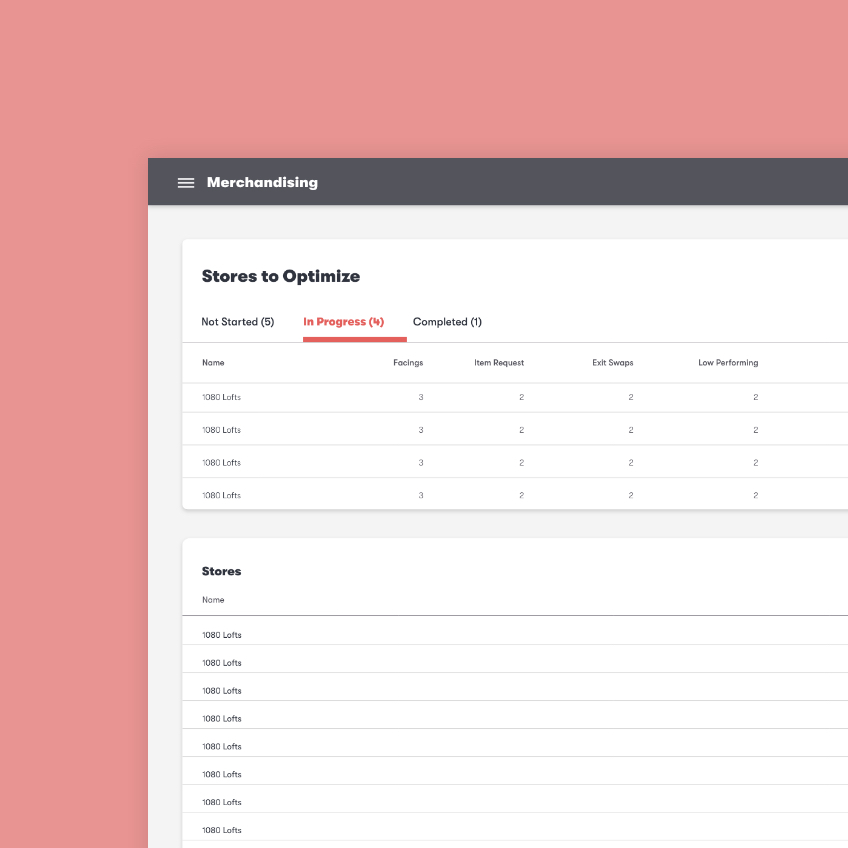 Merchandising
Stores to Optimize
Not Started (5) In Progress (4) Completed (1)
Name Facings Item Request Exit Swaps Low Performing
1080 Lofts 3 2 2 2
1080 Lofts 3 2 2 2
1080 Lofts 3 2 2 2
1080 Lofts 3 2 2 2
Stores
Name
1080 Lofts
1080 Lofts
1080 Lofts
1080 Lofts
1080 Lofts
1080 Lofts
1080 Lofts
1080 Lofts